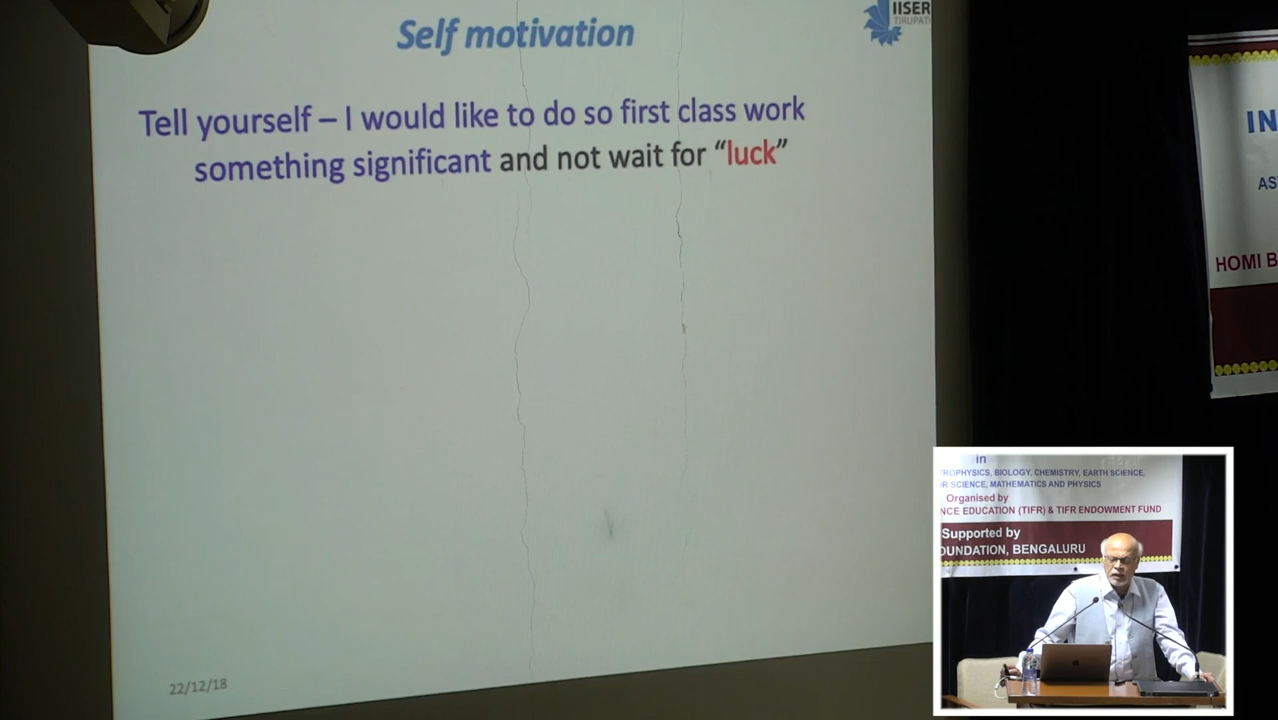 Self motivation
IISER
TIRUPATI
Tell yourself – I would like to do so first class work
something significant and not wait for “luck”
22/12/18
IN
AS
HOMI B
in
TROPHYSICS, BIOLOGY, CHEMISTRY, EARTH SCIENCE,
R SCIENCE, MATHEMATICS AND PHYSICS
Organised by
NCE EDUCATION (TIFR) & TIFR ENDOWMENT FUND
Supported by
OUNDATION, BENGALURU